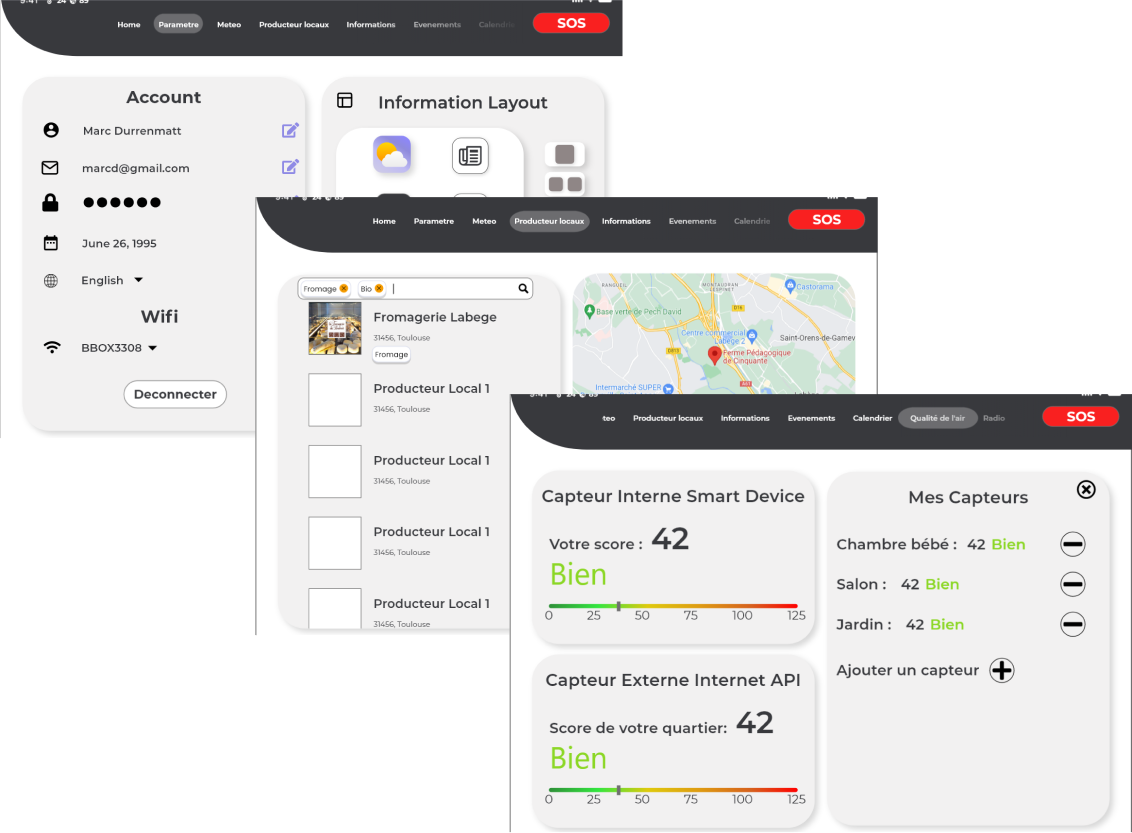 Home Parametre Meteo Producteur locaux Informations Evenements Calendrie SOS
Account
Marc Durrenmatt
marcd@gmail.com
June 26, 1995
English
Wifi
BBOX3308
Deconnecter
Information Layout
Home Parametre Meteo Producteur locaux Informations Evenements Calendrie SOS
Fromage Bio
Fromagerie Labege
31456, Toulouse
Fromage
Producteur Local 1
31456, Toulouse
Producteur Local 1
31456, Toulouse
Producteur Local 1
31456, Toulouse
Producteur Local 1
31456, Toulouse
RANGUEIL
MONTAUDRAN
LESPINET
Castorama
D16
Base verte de Pech David
Centre commercial
Labège 2
Saint-Orens-de-Gamev
Ferme Pédagogique
de Cinquante
Intermarché SUPER
A61
teo Producteur locaux Informations Evenements Calendrier Qualité de l'air Radio SOS
Capteur Interne Smart Device
Votre score : 42
Bien
0 25 50 75 100 125
Capteur Externe Internet API
Score de votre quartier: 42
Bien
0 25 50 75 100 125
Mes Capteurs
Chambre bébé : 42 Bien
Salon : 42 Bien
Jardin : 42 Bien
Ajouter un capteur